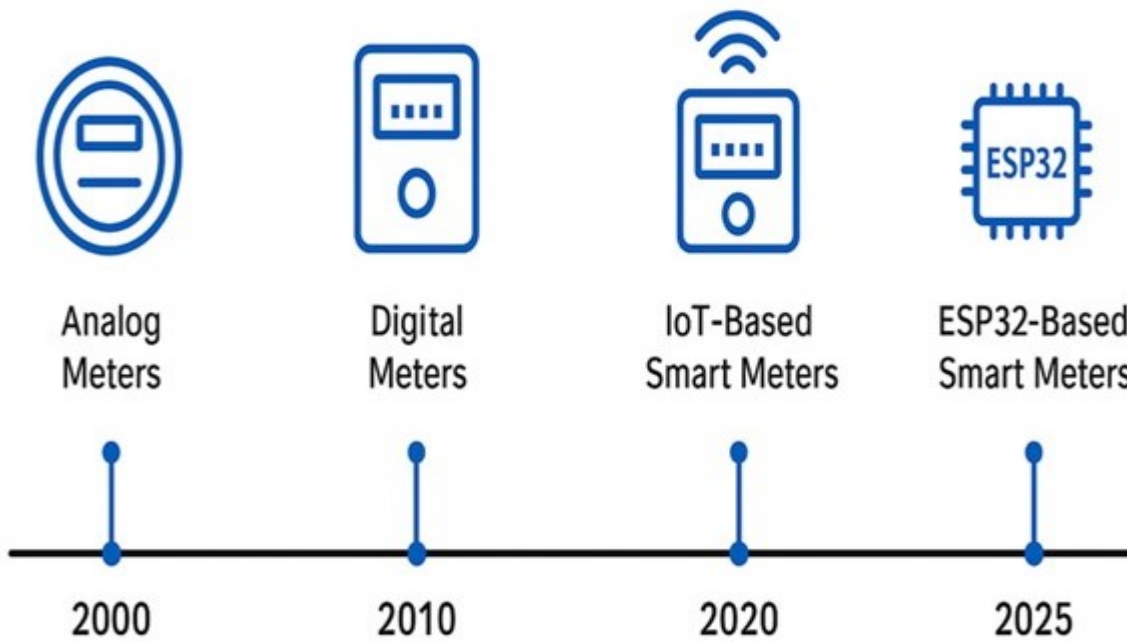 ESP32
Analog
Meters
Digital
Meters
IoT-Based
Smart Meters
ESP32-Based
Smart Meters
2000
2010
2020
2025